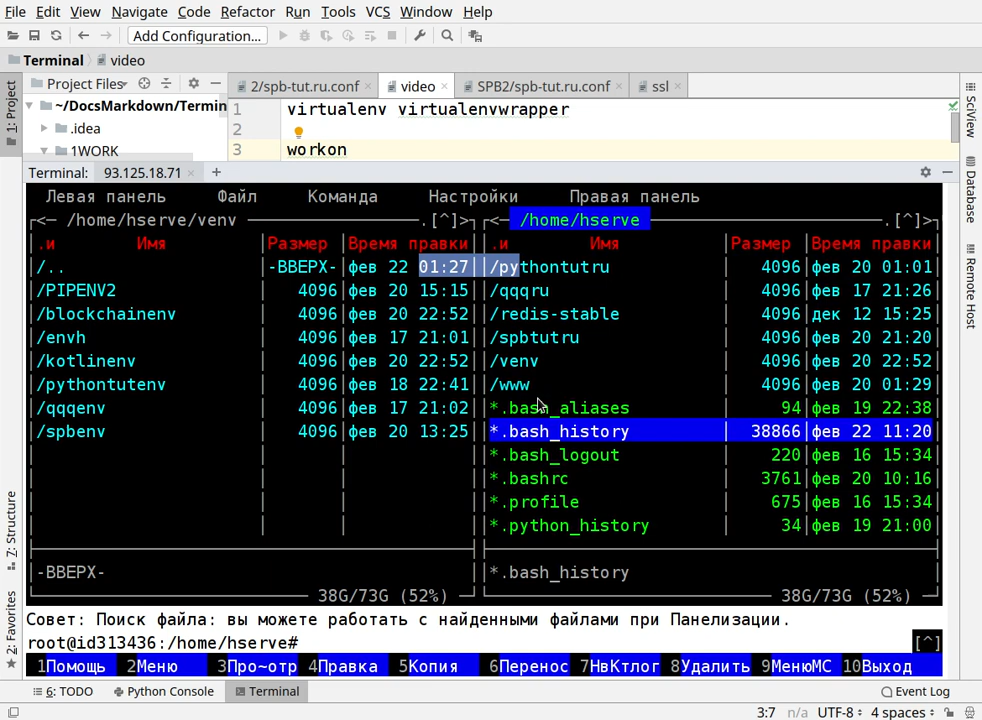 File Edit View Navigate Code Refactor Run Tools VCS Window Help
Add Configuration...
Terminal video
1: Project
Project Files
2/spb-tut.ru.conf video SPB2/spb-tut.ru.conf ssl
~/DocsMarkdown/Termin
.idea
1WORK
1 virtualenv virtualenvwrapper
2
3 workon
SciView
Database
Remote Host
Terminal: 93.125.18.71 +
Левая панель Файл Команда Настройки Правая панель
<— /home/hserve/venv .[^]> <— /home/hserve .[^]>
.и Имя Размер Время правки .и Имя Размер Время правки
/.. -ВВЕРХ- фев 22 01:27 /pythontutru 4096 фев 20 01:01
/PIPENV2 4096 фев 20 15:15 /qqqru 4096 фев 17 21:26
/blockchainenv 4096 фев 20 22:52 /redis-stable 4096 дек 12 15:25
/envh 4096 фев 17 21:01 /spbtutru 4096 фев 20 21:20
/kotlinenv 4096 фев 20 22:52 /venv 4096 фев 20 22:52
/pythontutenv 4096 фев 18 22:41 /www 4096 фев 20 01:29
/qqqenv 4096 фев 17 21:02 *.bash_aliases 94 фев 19 22:38
/spbenv 4096 фев 20 13:25 *.bash_history 38866 фев 22 11:20
*.bash_logout 220 фев 16 15:34
*.bashrc 3761 фев 20 10:16
*.profile 675 фев 16 15:34
*.python_history 34 фев 19 21:00
-ВВЕРХ- *.bash_history
38G/73G (52%) 38G/73G (52%)
Z: Structure
2: Favorites
Совет: Поиск файла: вы можете работать с найденными файлами при Панелизации.
root@id313436:/home/hserve# [^]
1Помощь 2Меню 3Про~отр 4Правка 5Копия 6Перенос 7НвКтлог 8Удалить 9МенюМС 10Выход
6: TODO Python Console Terminal Event Log
3:7 n/a UTF-8 4 spaces